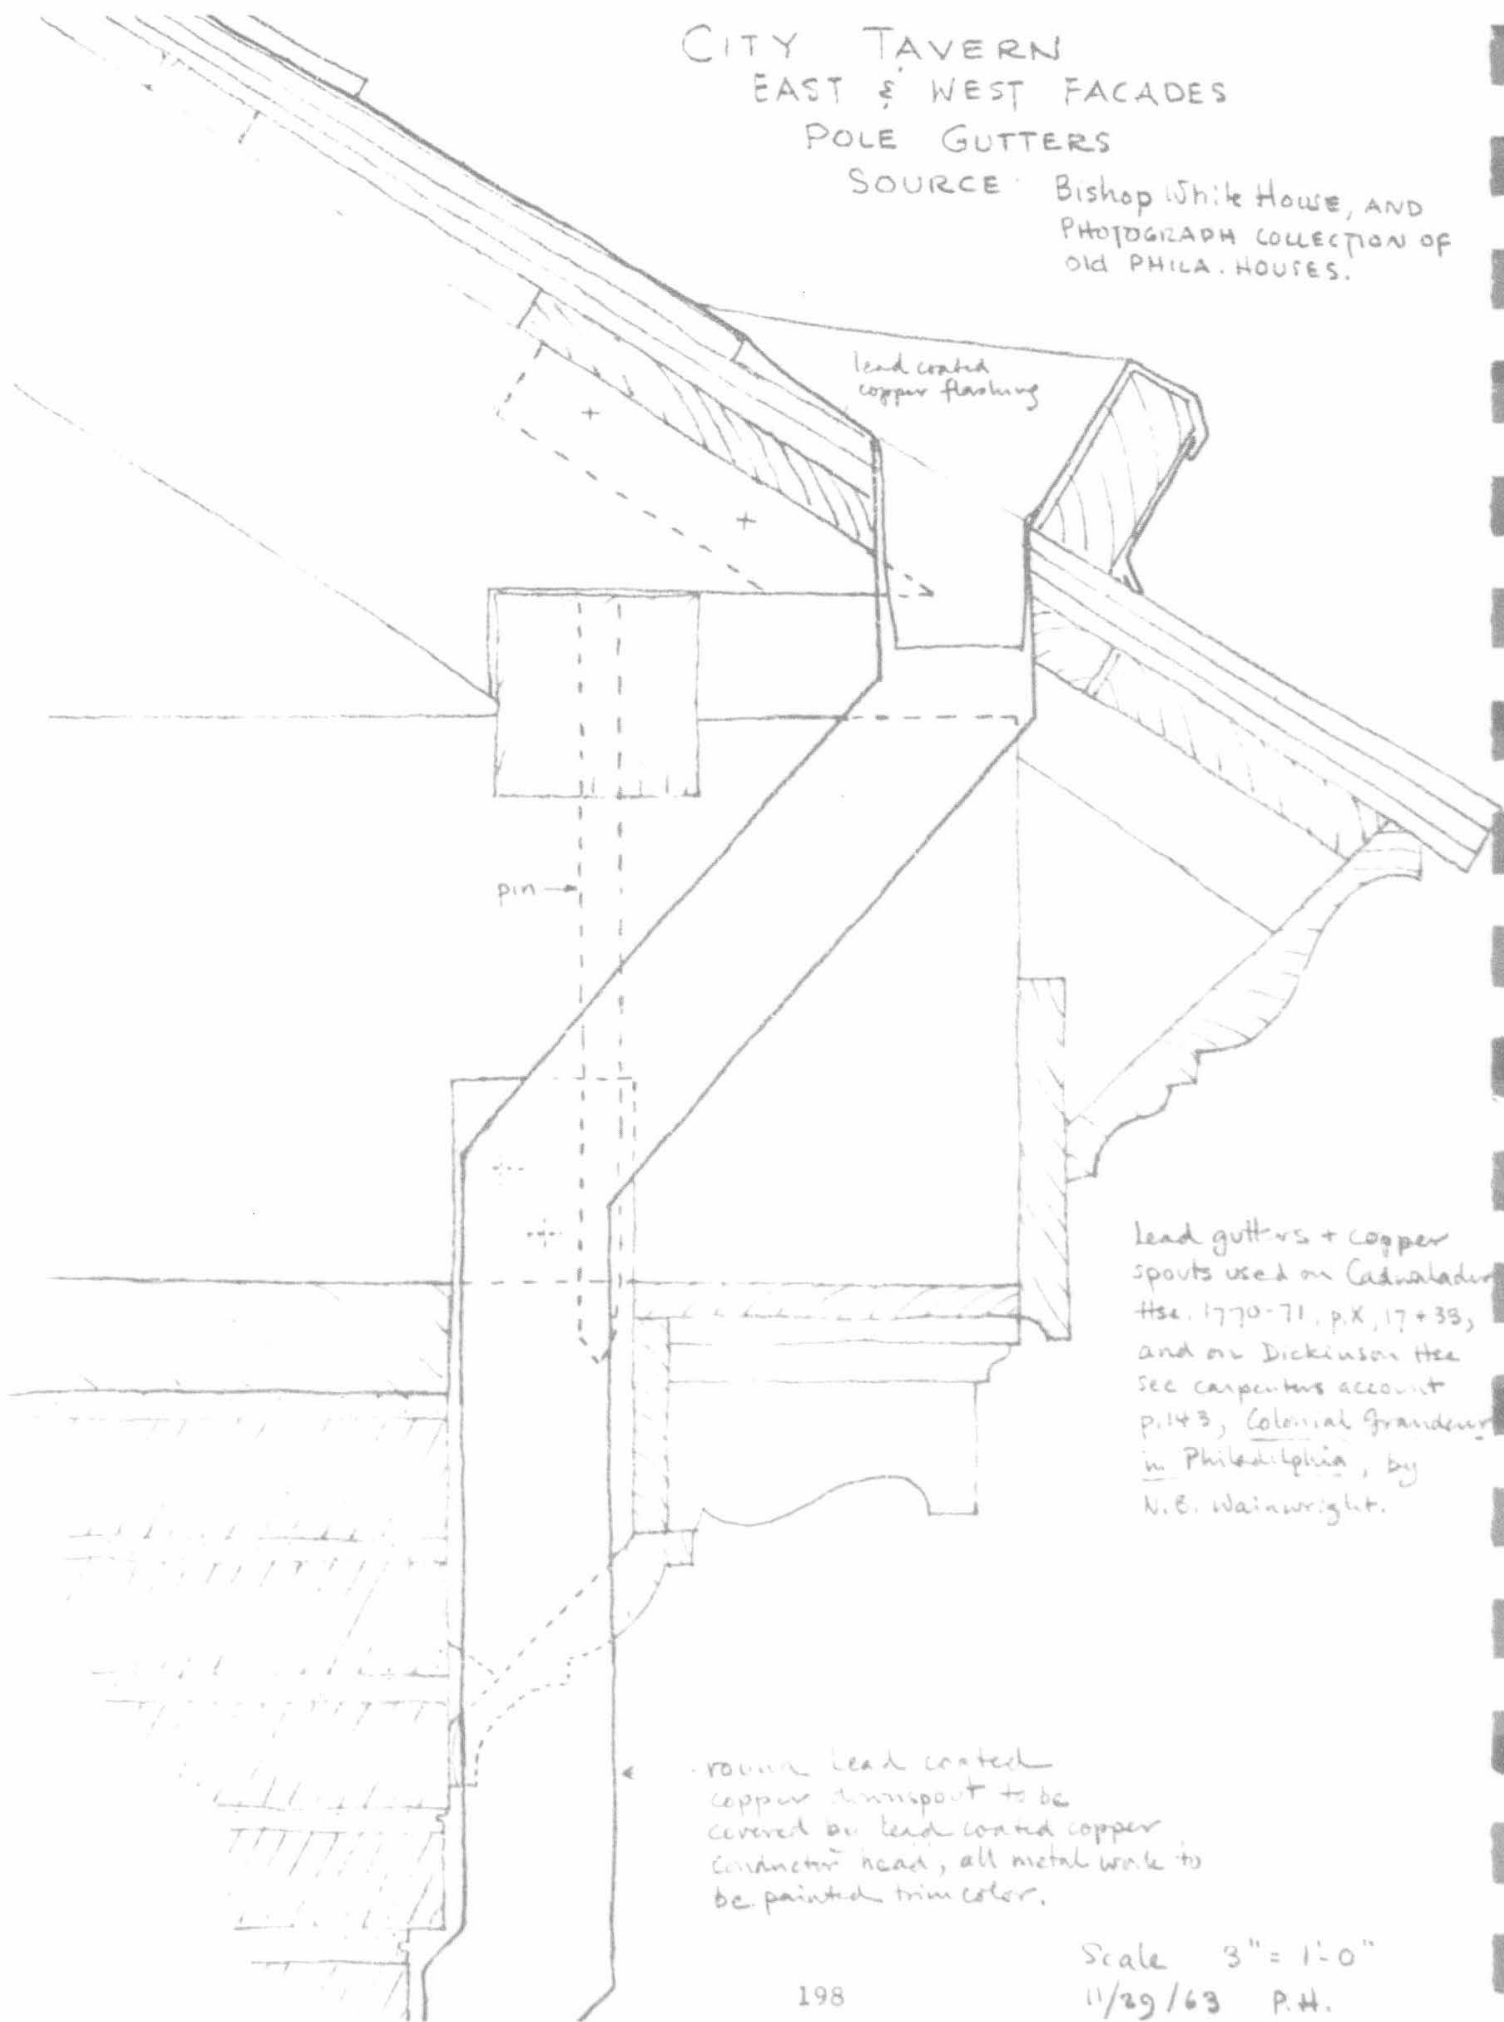 CITY TAVERN
EAST & WEST FACADES
POLE GUTTERS
SOURCE: Bishop White House, AND
PHOTOGRAPH COLLECTION OF
Old PHILA. HOUSES.
lead coated
copper flashing
pin
Lead gutters + copper
spouts used on Cadwalader
Hse. 1770-71, p.X, 17+33,
and on Dickinson Hse
see carpenters account
p.143, Colonial Grandeur
in Philadelphia, by
N.B. Wainwright.
round lead coated
copper downspout to be
covered by lead coated copper
conductor head, all metal work to
be painted trim color.
Scale 3" = 1'-0"
11/29/63 P.H.
198